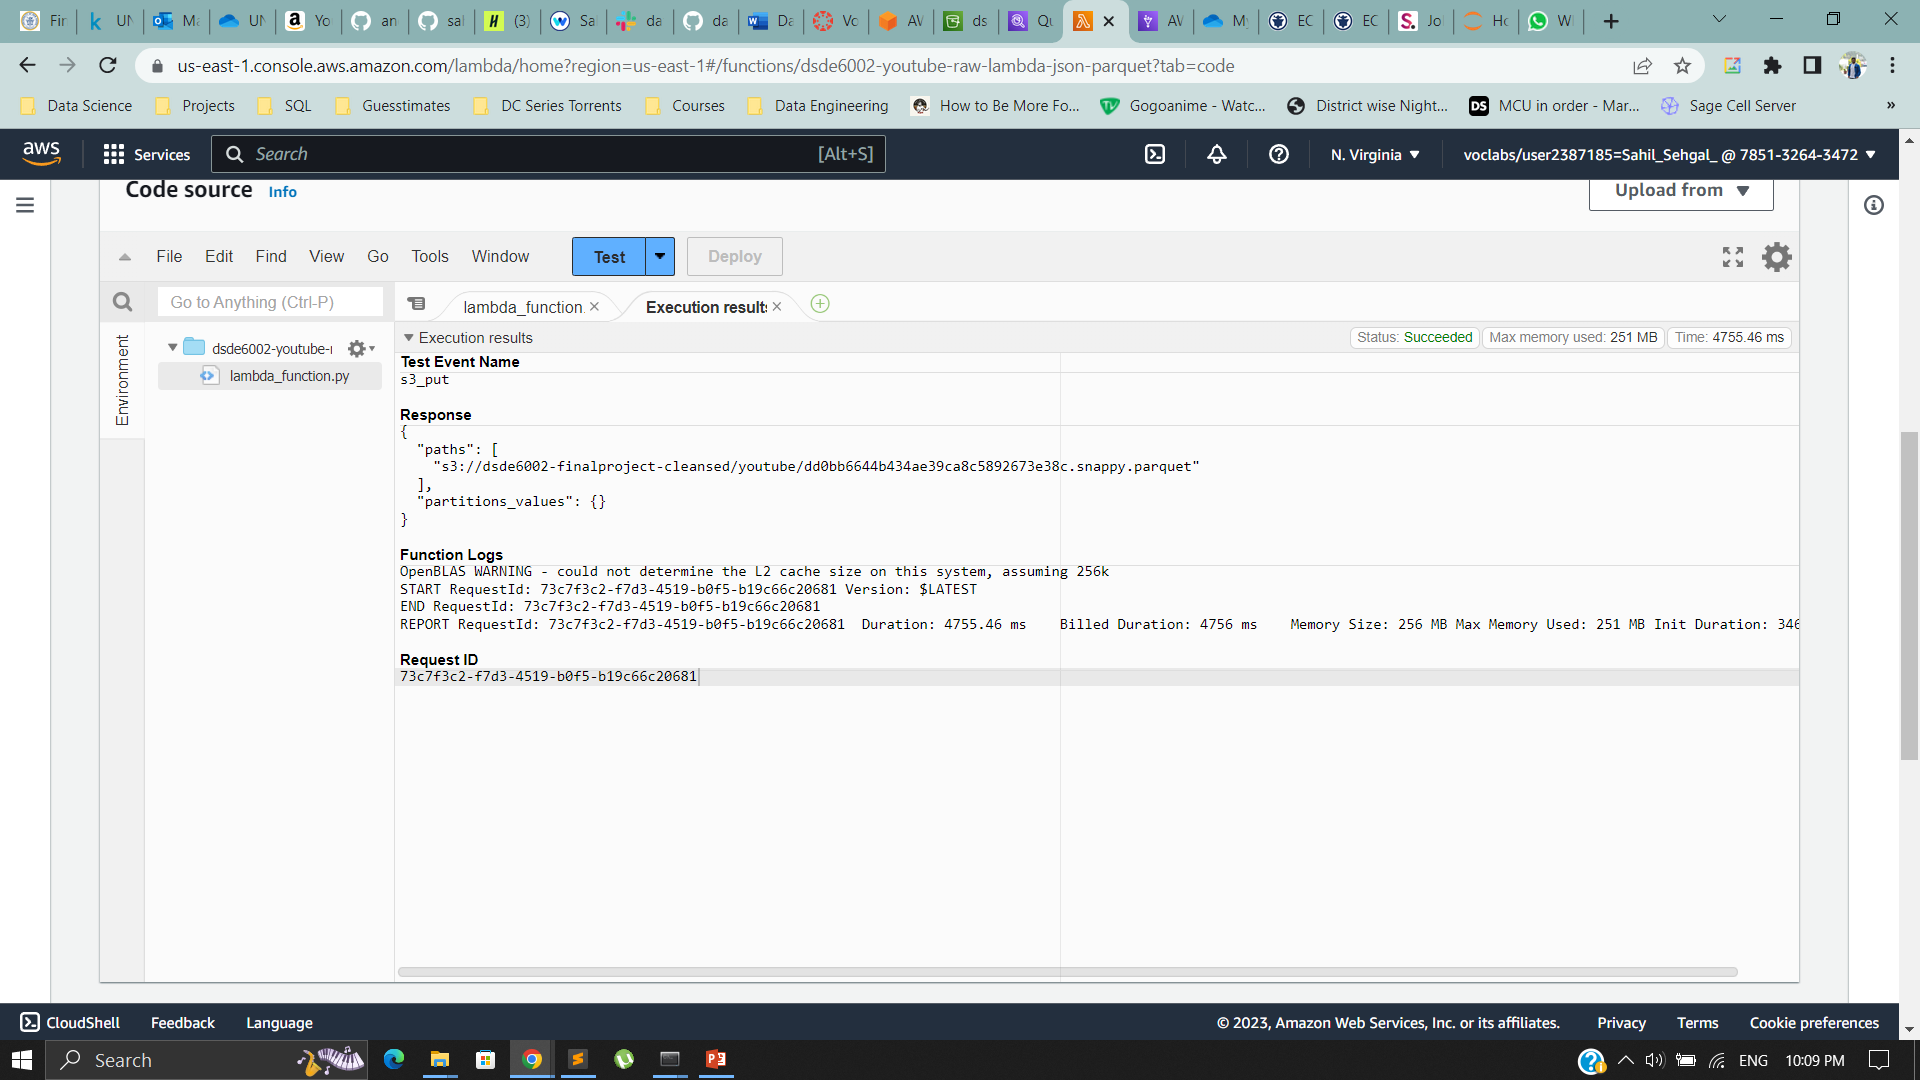 Fir
UN
Ma
UN
Yo
an
sal
(3)
Sa
da
da
Da
Vo
AV
ds
Qu
AV
My
EC
EC
Jo
Ho
W
us-east-1.console.aws.amazon.com/lambda/home?region=us-east-1#/functions/dsde6002-youtube-raw-lambda-json-parquet?tab=code
Data Science
Projects
SQL
Guesstimates
DC Series Torrents
Courses
Data Engineering
How to Be More Fo...
Gogoanime - Watc...
District wise Night...
DS
MCU in order - Mar...
Sage Cell Server
»
aws
Services
Search
[Alt+S]
N. Virginia
voclabs/user2387185=Sahil_Sehgal_ @ 7851-3264-3472
Code source
Info
Upload from
File
Edit
Find
View
Go
Tools
Window
Test
Deploy
Go to Anything (Ctrl-P)
lambda_function.
Execution results
Environment
dsde6002-youtube-r
lambda_function.py
Execution results
Status: Succeeded
Max memory used: 251 MB
Time: 4755.46 ms
Test Event Name
s3_put
Response
{
"paths": [
"s3://dsde6002-finalproject-cleansed/youtube/dd0bb6644b434ae39ca8c5892673e38c.snappy.parquet"
],
"partitions_values": {}
}
Function Logs
OpenBLAS WARNING - could not determine the L2 cache size on this system, assuming 256k
START RequestId: 73c7f3c2-f7d3-4519-b0f5-b19c66c20681 Version: $LATEST
END RequestId: 73c7f3c2-f7d3-4519-b0f5-b19c66c20681
REPORT RequestId: 73c7f3c2-f7d3-4519-b0f5-b19c66c20681 Duration: 4755.46 ms Billed Duration: 4756 ms Memory Size: 256 MB Max Memory Used: 251 MB Init Duration: 346
Request ID
73c7f3c2-f7d3-4519-b0f5-b19c66c20681
CloudShell
Feedback
Language
© 2023, Amazon Web Services, Inc. or its affiliates.
Privacy
Terms
Cookie preferences
Search
ENG
10:09 PM